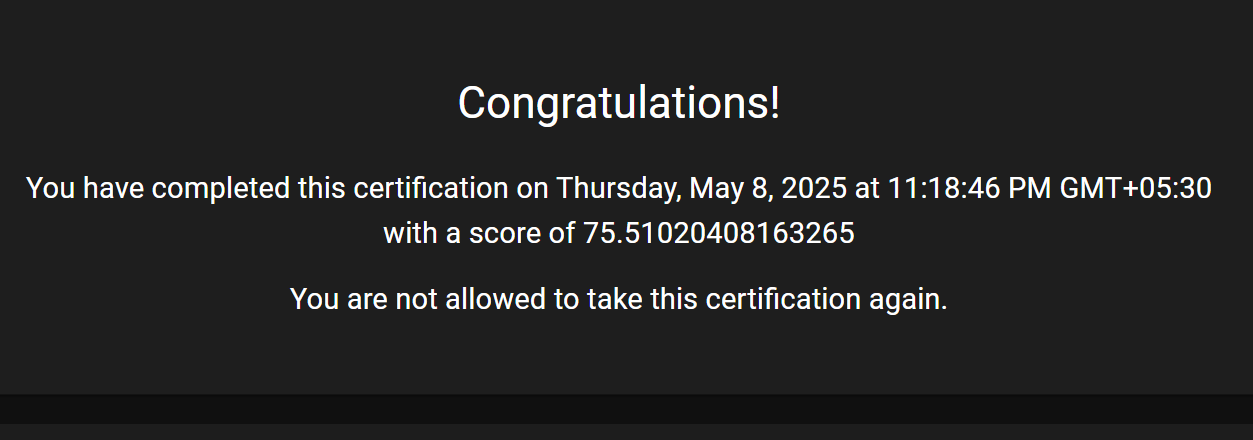 Congratulations!
You have completed this certification on Thursday, May 8, 2025 at 11:18:46 PM GMT+05:30
with a score of 75.51020408163265
You are not allowed to take this certification again.